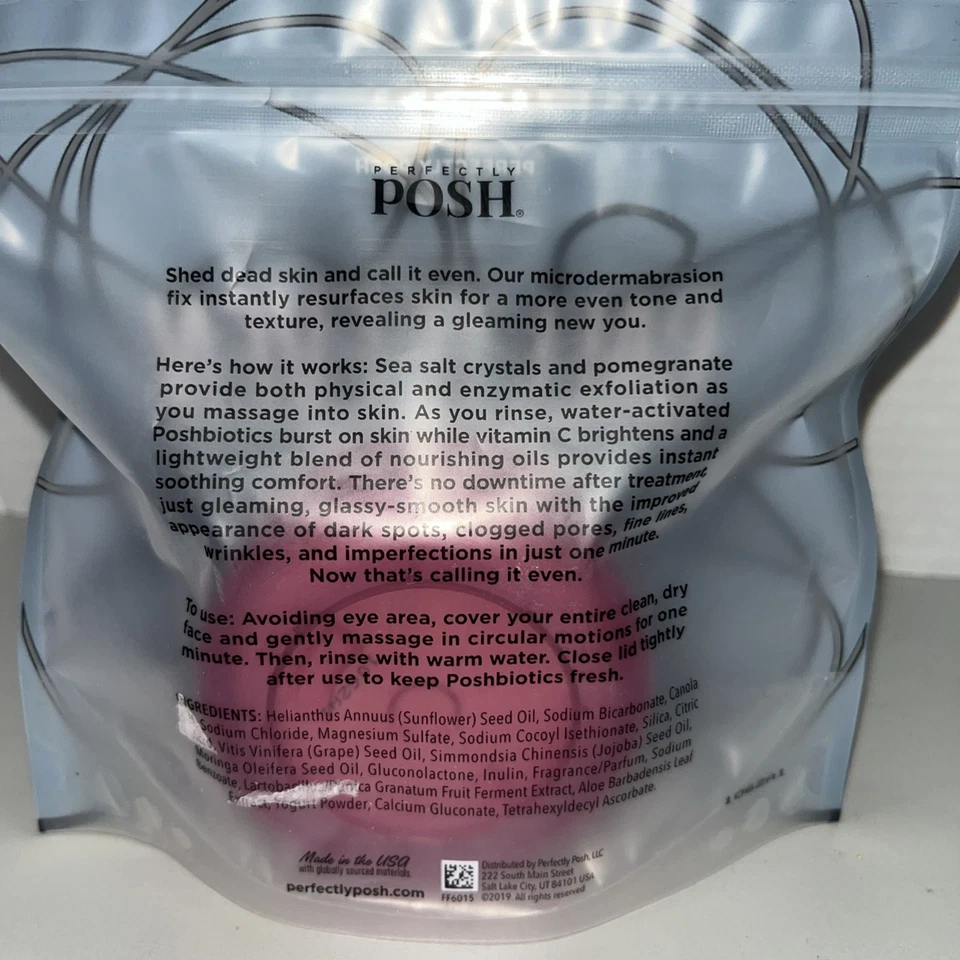 PERFECTLY
POSH®
Shed dead skin and call it even. Our microdermabrasion
fix instantly resurfaces skin for a more even tone and
texture, revealing a gleaming new you.
Here's how it works: Sea salt crystals and pomegranate
provide both physical and enzymatic exfoliation as
you massage into skin. As you rinse, water-activated
Poshbiotics burst on skin while vitamin C brightens and a
lightweight blend of nourishing oils provides instant
soothing comfort. There's no downtime after treatment,
just gleaming, glassy-smooth skin with the improved
appearance of dark spots, clogged pores, fine lines,
wrinkles, and imperfections in just one minute.
Now that's calling it even.
To use: Avoiding eye area, cover your entire clean, dry
face and gently massage in circular motions for one
minute. Then, rinse with warm water. Close lid tightly
after use to keep Poshbiotics fresh.
INGREDIENTS: Helianthus Annuus (Sunflower) Seed Oil, Sodium Bicarbonate, Canola
Sodium Chloride, Magnesium Sulfate, Sodium Cocoyl Isethionate, Silica, Citric
Vitis Vinifera (Grape) Seed Oil, Simmondsia Chinensis (Jojoba) Seed Oil,
Moringa Oleifera Seed Oil, Gluconolactone, Inulin, Fragrance/Parfum, Sodium
Benzoate, Lactobacillus/Punica Granatum Fruit Ferment Extract, Aloe Barbadensis Leaf
Yogurt Powder, Calcium Gluconate, Tetrahexyldecyl Ascorbate.
Made in the USA
with globally sourced materials.
perfectlyposh.com
FF6015
Distributed by Perfectly Posh, LLC
222 South Main Street
Salt Lake City, UT 84101 USA
©2019. All rights reserved